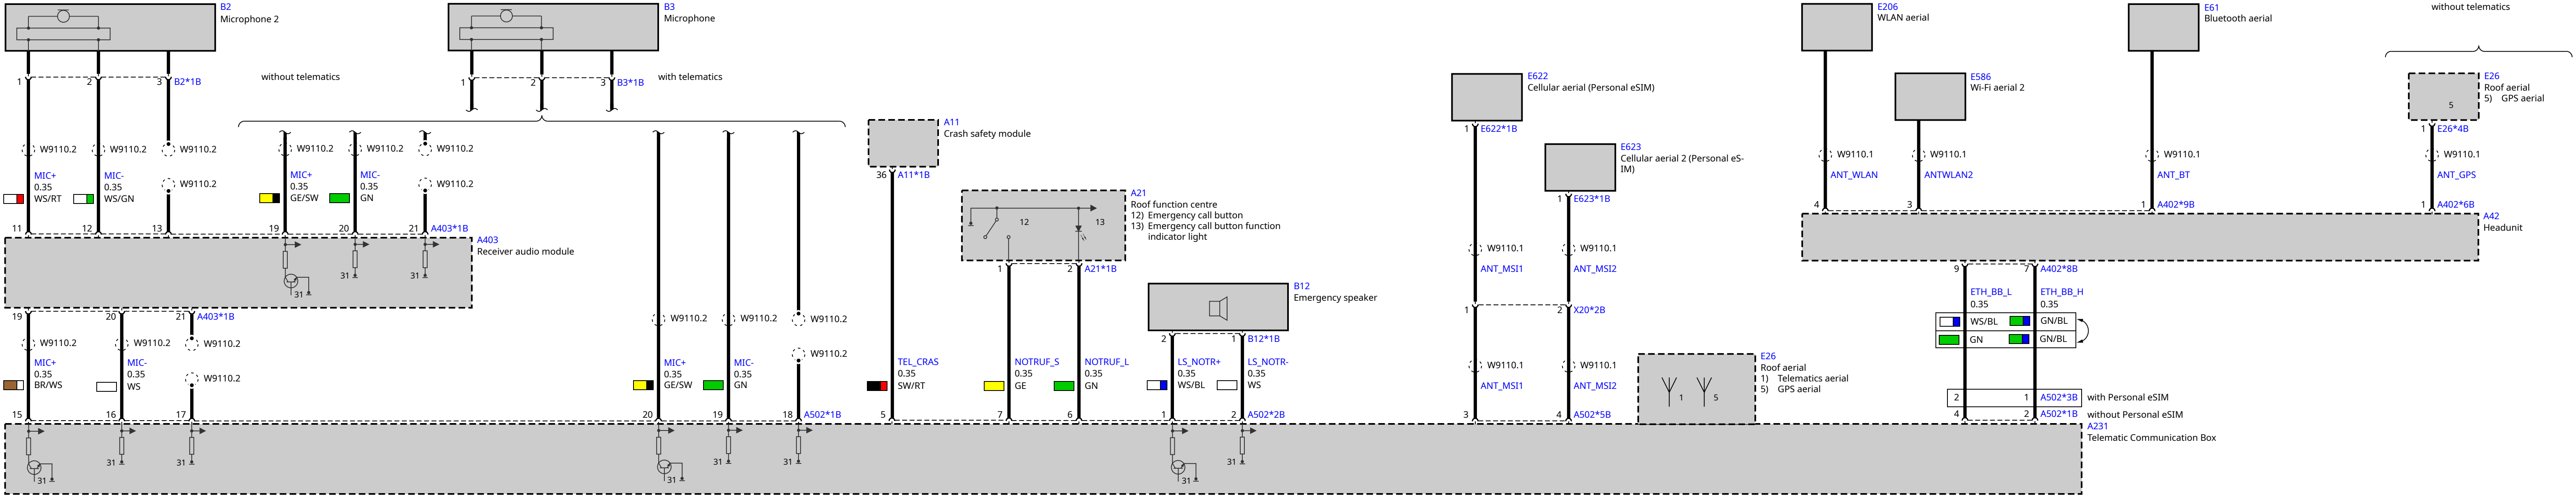 B2
Microphone 2
B3
Microphone
E206
WLAN aerial
E61
Bluetooth aerial
without telematics
1
2
3
B2*1B
without telematics
1
2
3
B3*1B
with telematics
E622
Cellular aerial (Personal eSIM)
E586
Wi-Fi aerial 2
5
E26
Roof aerial
5) GPS aerial
A11
Crash safety module
1
E622*1B
1
E26*4B
W9110.2
W9110.2
W9110.2
W9110.2
W9110.2
W9110.2
E623
Cellular aerial 2 (Personal eS-
IM)
W9110.1
W9110.1
W9110.1
W9110.1
MIC+
0.35
WS/RT
MIC-
0.35
WS/GN
W9110.2
MIC+
0.35
GE/SW
MIC-
0.35
GN
W9110.2
36
A11*1B
ANT_WLAN
ANTWLAN2
ANT_BT
ANT_GPS
A21
Roof function centre
12) Emergency call button
13) Emergency call button function
indicator light
12
13
1
E623*1B
4
3
1
A402*9B
1
A402*6B
11
12
13
19
20
21
A403*1B
A403
Receiver audio module
A42
Headunit
31
31
31
W9110.1
W9110.1
1
2
A21*1B
ANT_MSI1
ANT_MSI2
9
7
A402*8B
B12
Emergency speaker
ETH_BB_L
0.35
ETH_BB_H
0.35
19
20
21
A403*1B
W9110.2
W9110.2
W9110.2
1
2
X20*2B
WS/BL
GN/BL
GN
GN/BL
W9110.2
W9110.2
W9110.2
2
1
B12*1B
W9110.2
MIC+
0.35
BR/WS
MIC-
0.35
WS
W9110.2
MIC+
0.35
GE/SW
MIC-
0.35
GN
TEL_CRAS
0.35
SW/RT
NOTRUF_S
0.35
GE
NOTRUF_L
0.35
GN
LS_NOTR+
0.35
WS/BL
LS_NOTR-
0.35
WS
W9110.1
W9110.1
ANT_MSI1
ANT_MSI2
E26
Roof aerial
1) Telematics aerial
5) GPS aerial
1
5
2
1
A502*3B
with Personal eSIM
15
16
17
20
19
18
A502*1B
5
7
6
1
2
A502*2B
3
4
A502*5B
4
2
A502*1B
without Personal eSIM
A231
Telematic Communication Box
31
31
31
31
31
31
31
31